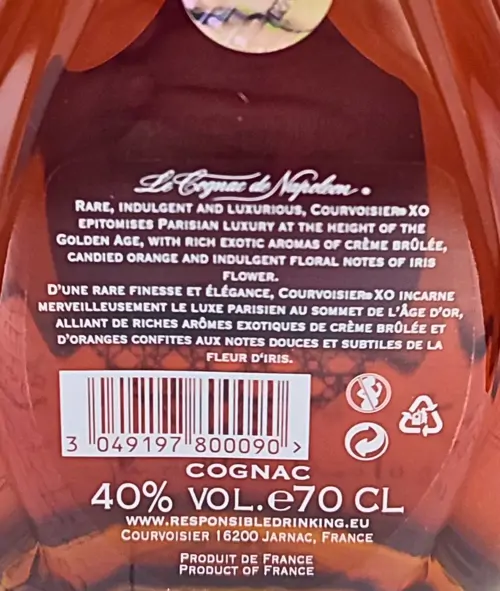 Le Cognac de Napoleon
RARE, INDULGENT AND LUXURIOUS, COURVOISIER® XO
EPITOMISES PARISIAN LUXURY AT THE HEIGHT OF THE
GOLDEN AGE, WITH RICH EXOTIC AROMAS OF CRÈME BRÛLÉE,
CANDIED ORANGE AND INDULGENT FLORAL NOTES OF IRIS
FLOWER.
D'UNE RARE FINESSE ET ÉLÉGANCE, COURVOISIER® XO INCARNE
MERVEILLEUSEMENT LE LUXE PARISIEN AU SOMMET DE L'ÂGE D'OR,
ALLIANT DE RICHES ARÔMES EXOTIQUES DE CRÈME BRÛLÉE ET
D'ORANGES CONFITES AUX NOTES DOUCES ET SUBTILES DE LA
FLEUR D'IRIS.
3 049197 800090 >
COGNAC
40% VOL.℮70 CL
WWW.RESPONSIBLEDRINKING.EU
COURVOISIER 16200 JARNAC, FRANCE
PRODUIT DE FRANCE
PRODUCT OF FRANCE